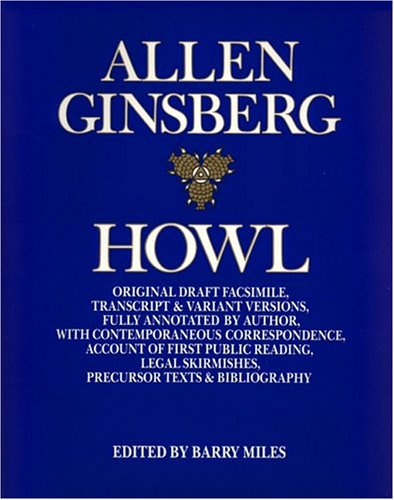 ALLEN
GINSBERG
HOWL
ORIGINAL DRAFT FACSIMILE,
TRANSCRIPT & VARIANT VERSIONS,
FULLY ANNOTATED BY AUTHOR,
WITH CONTEMPORANEOUS CORRESPONDENCE,
ACCOUNT OF FIRST PUBLIC READING,
LEGAL SKIRMISHES,
PRECURSOR TEXTS & BIBLIOGRAPHY
EDITED BY BARRY MILES